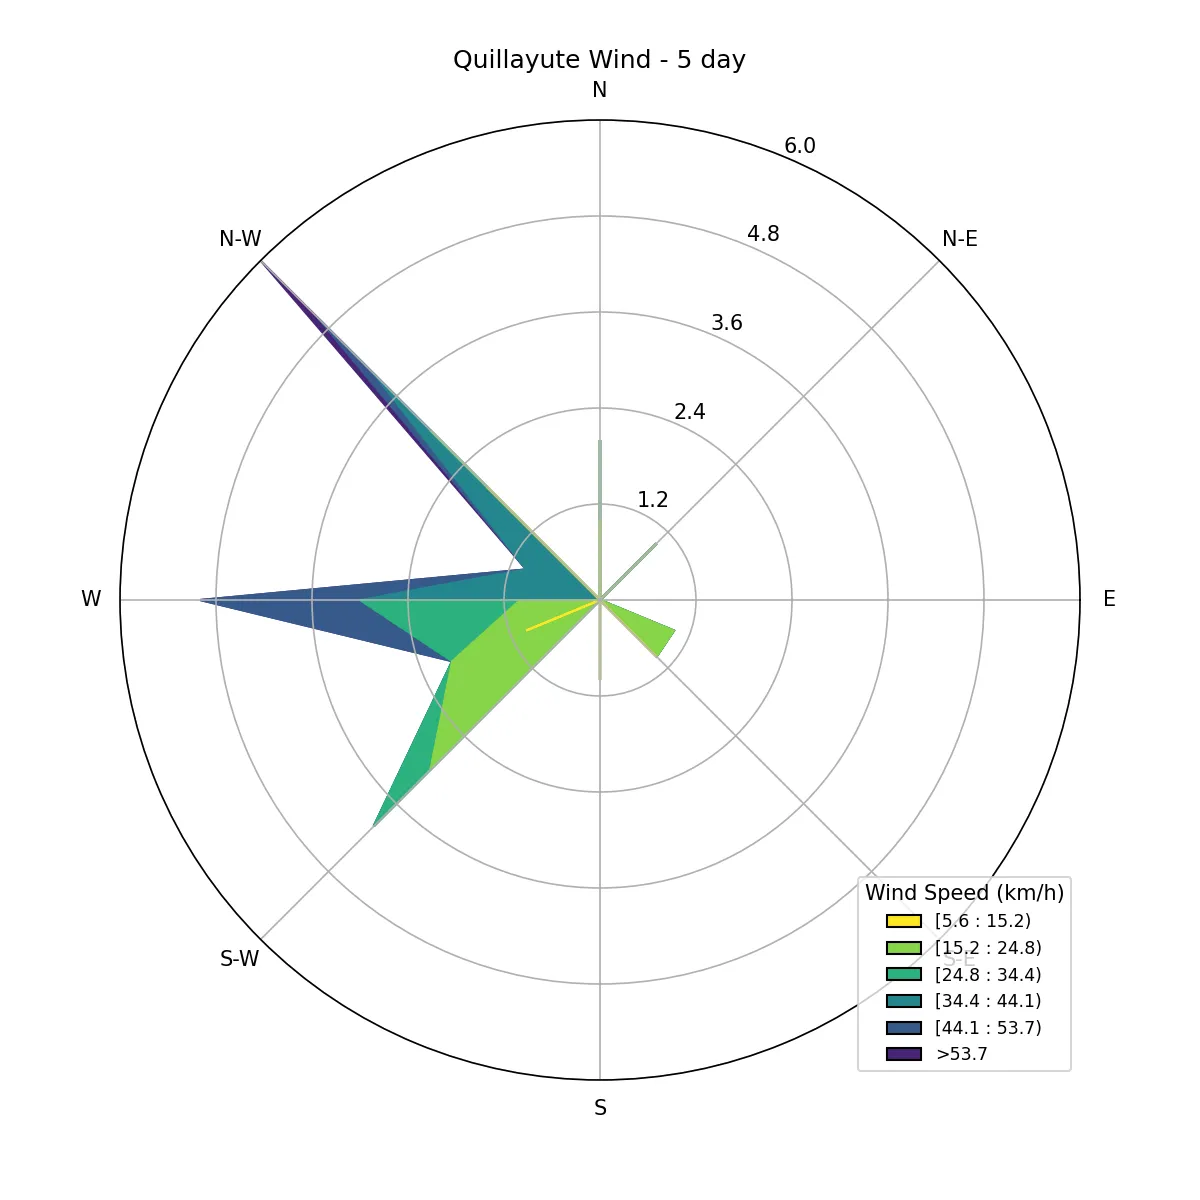 Quillayute Wind - 5 day
N
6.0
N-W
4.8
N-E
3.6
2.4
1.2
W
E
S-W
S-E
Wind Speed (km/h)
[5.6 : 15.2)
[15.2 : 24.8)
[24.8 : 34.4)
[34.4 : 44.1)
[44.1 : 53.7)
>53.7
S